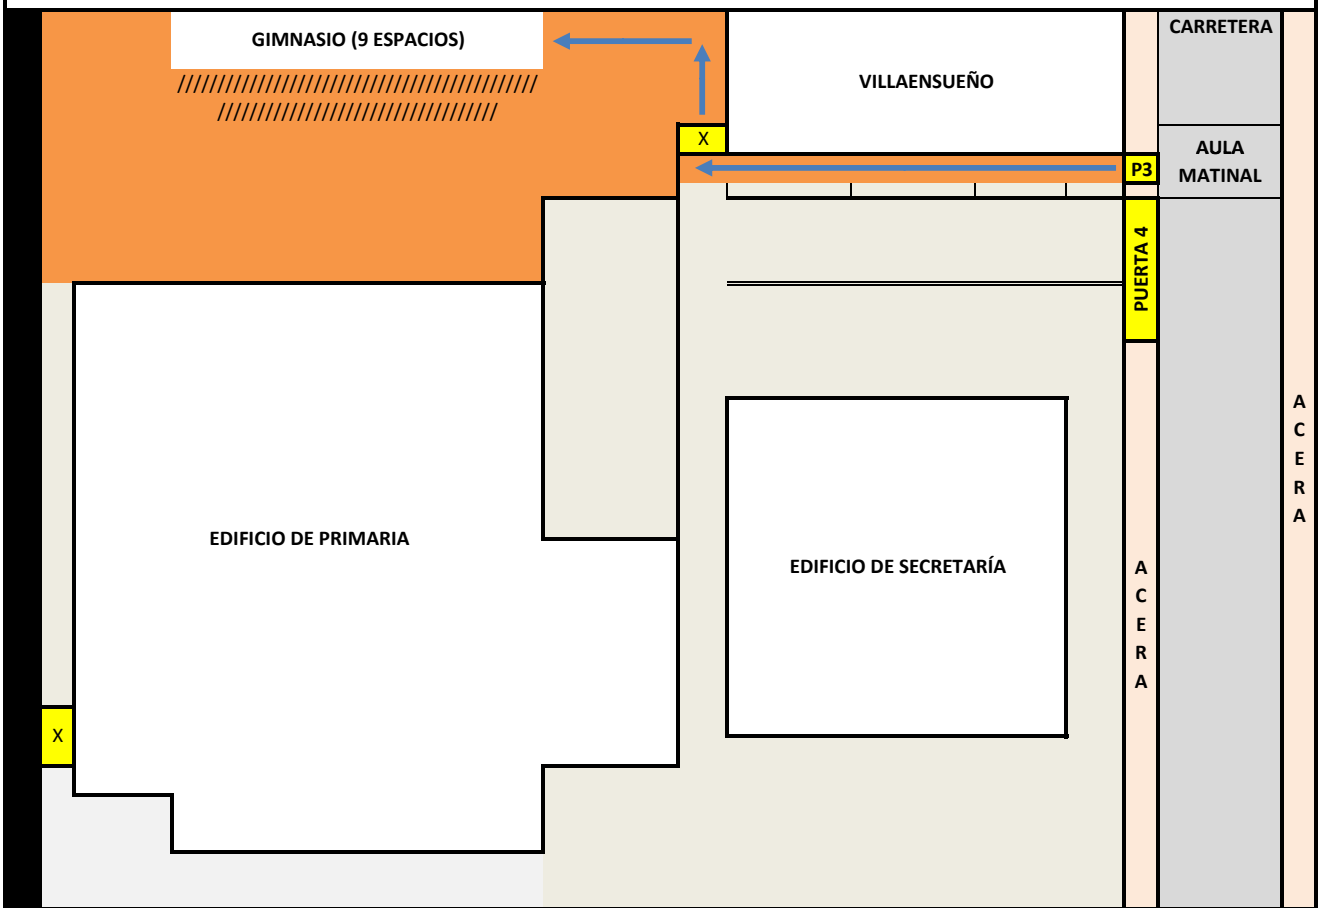 GIMNASIO (9 ESPACIOS)
/////////////////////////////////////////////
///////////////////////////////////
VILLAENSUEÑO
CARRETERA
X
P3
AULA
MATINAL
PUERTA 4
EDIFICIO DE PRIMARIA
EDIFICIO DE SECRETARÍA
A
C
E
R
A
A
C
E
R
A
X